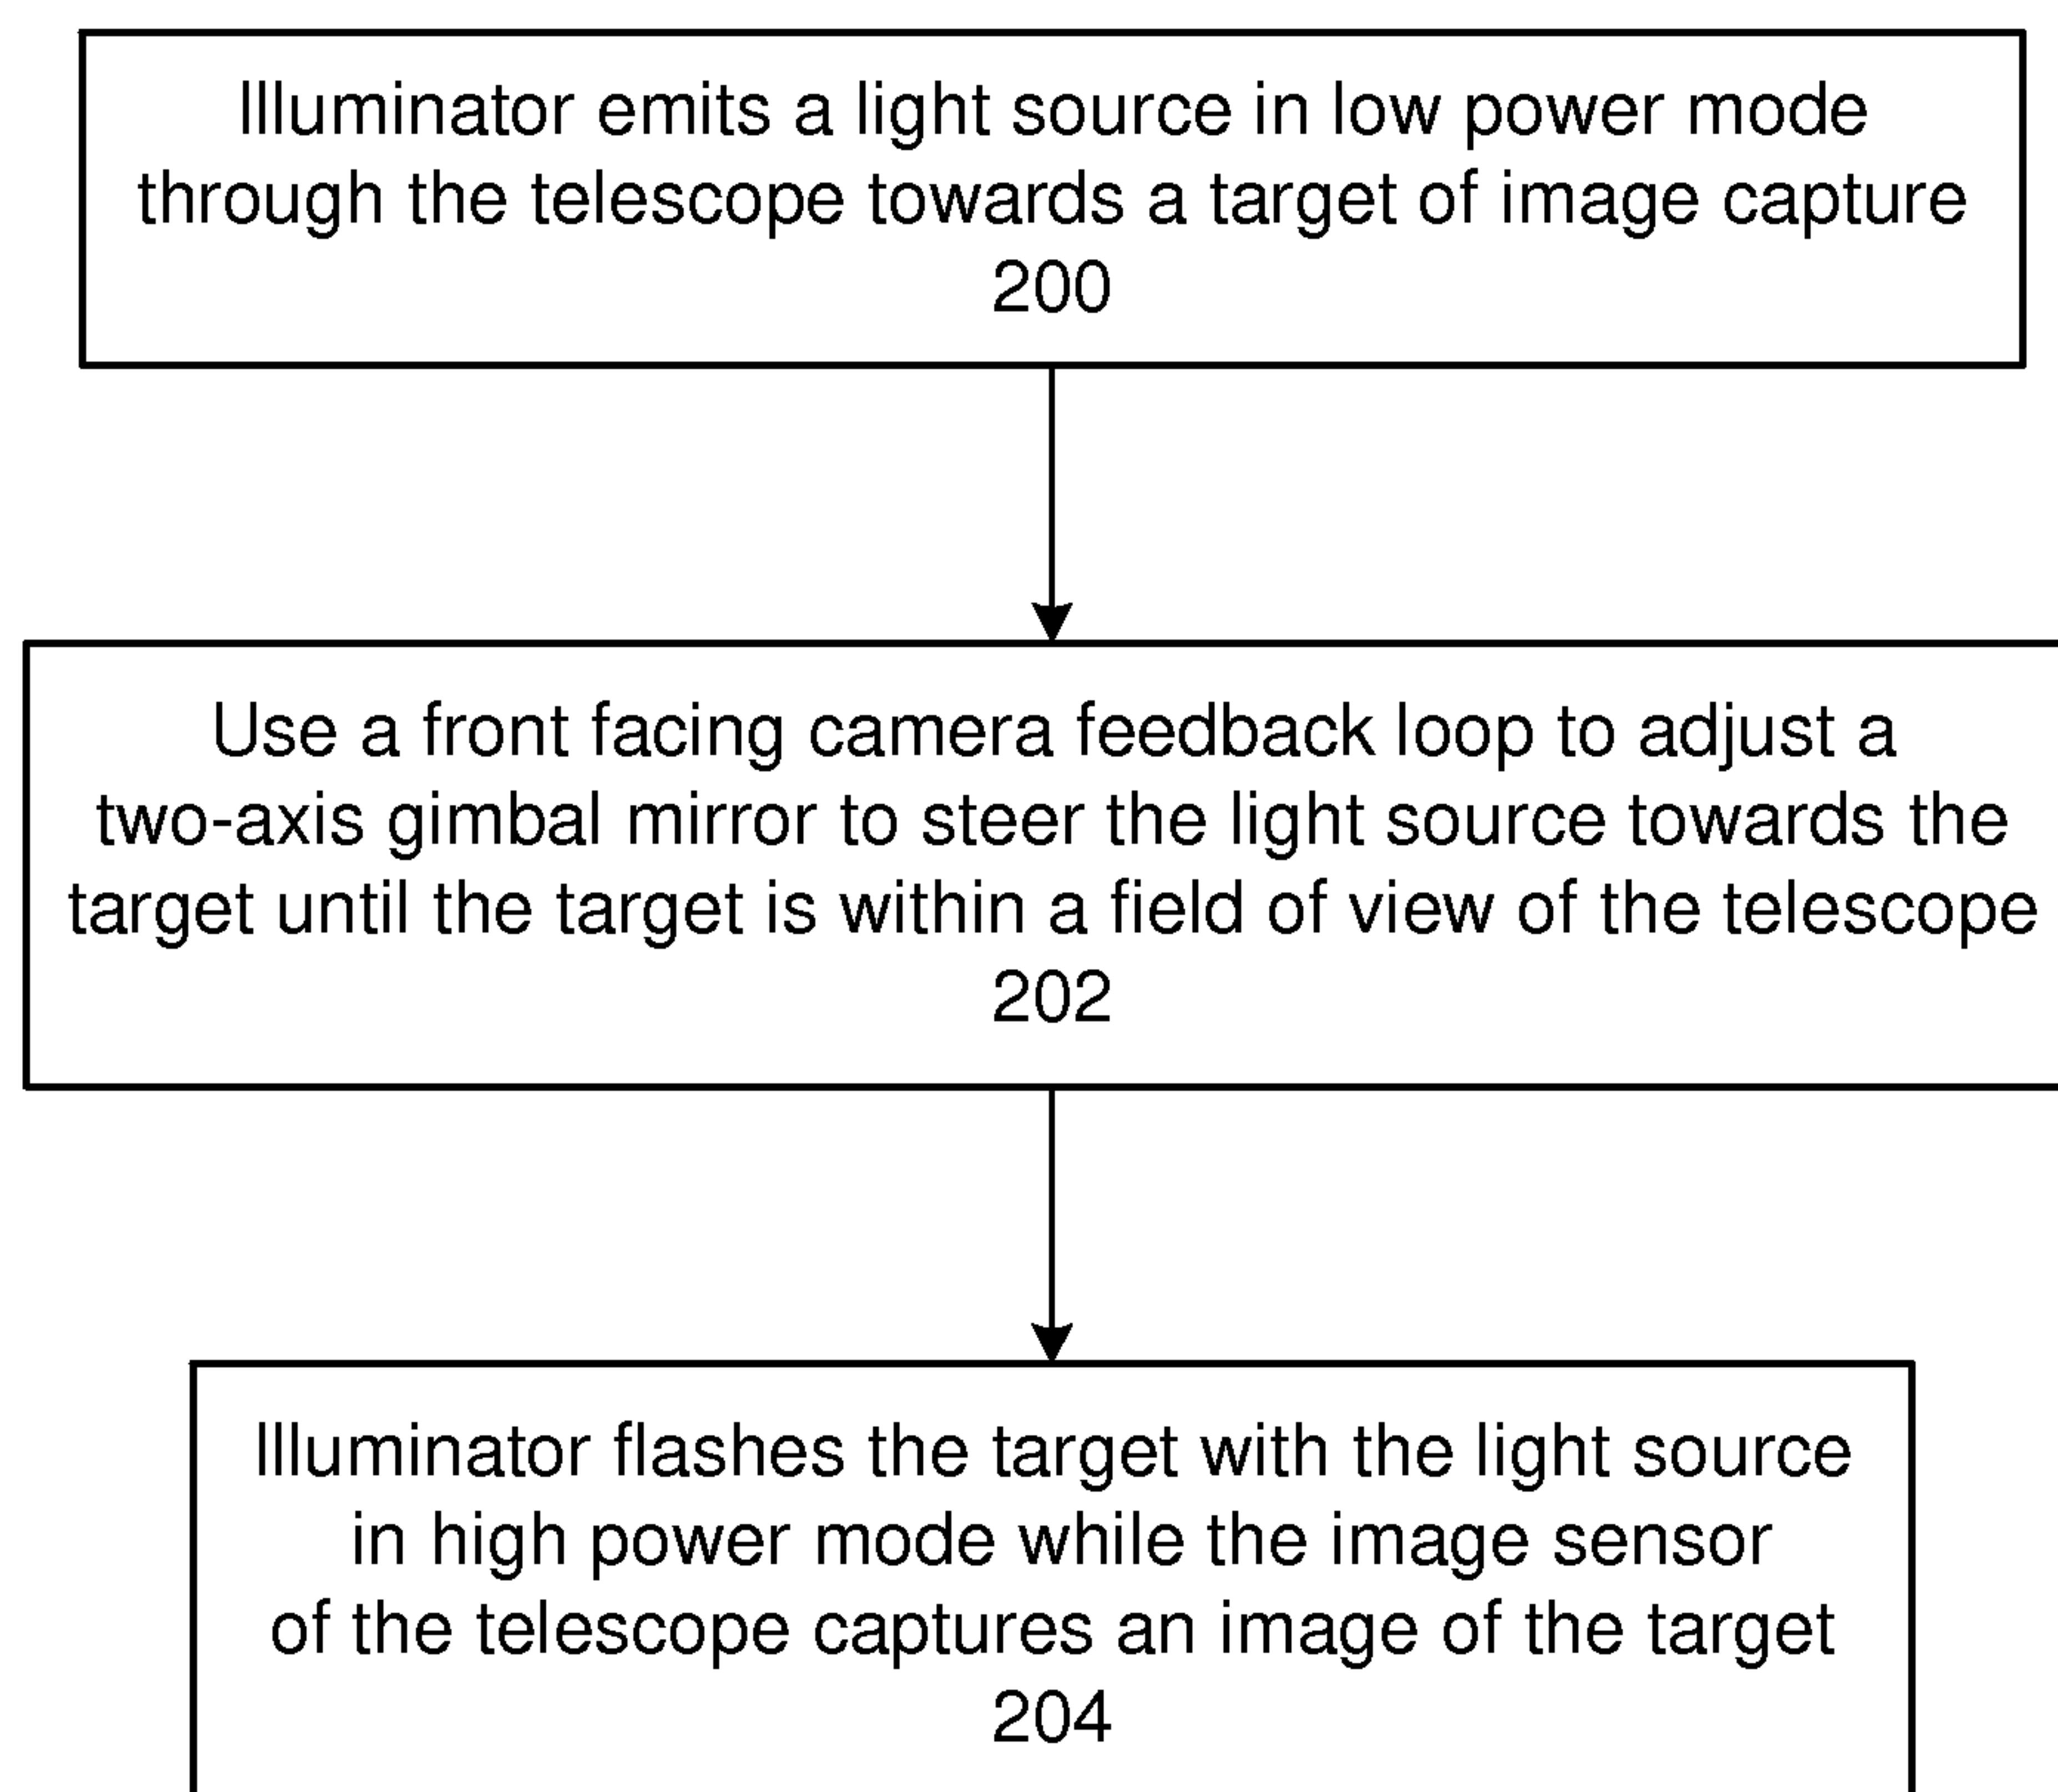 Illuminator emits a light source in low power mode
through the telescope towards a target of image capture
200
Use a front facing camera feedback loop to adjust a
two-axis gimbal mirror to steer the light source towards the
target until the target is within a field of view of the telescope
202
Illuminator flashes the target with the light source
in high power mode while the image sensor
of the telescope captures an image of the target
204